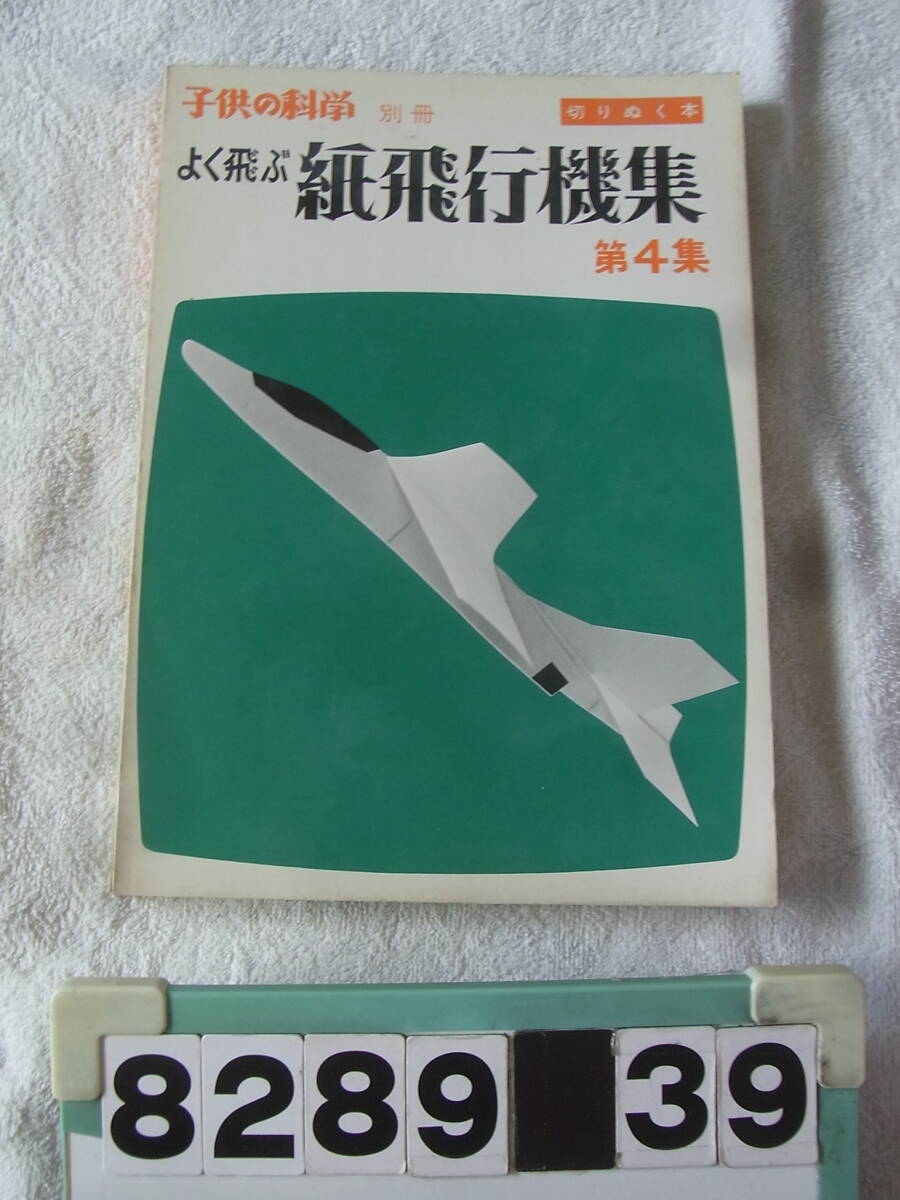 子供の科学 別冊 切りぬく本
よく飛ぶ 紙飛行機集
第4集
8289 39